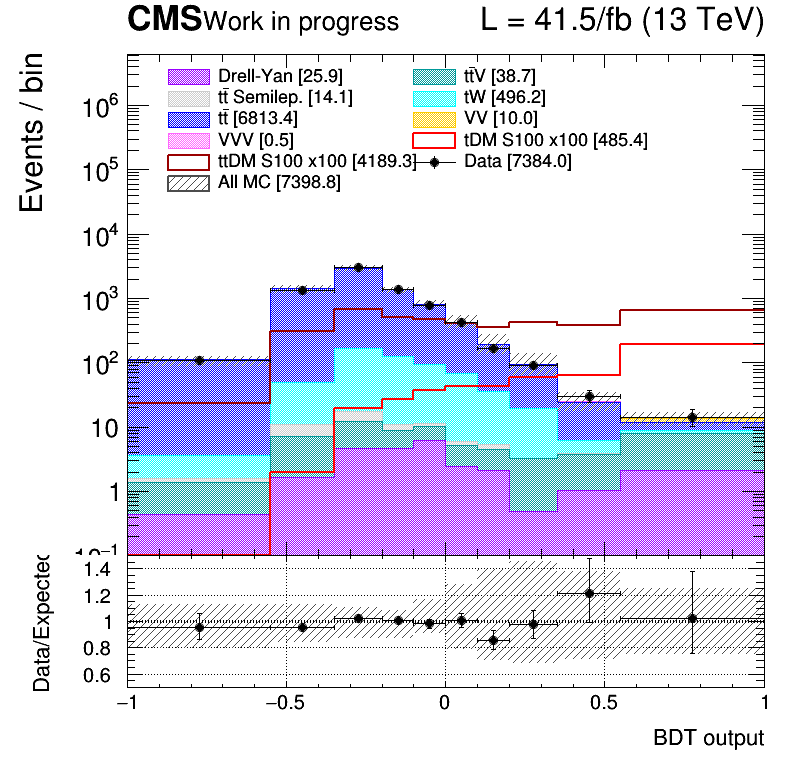 CMS Work in progress L = 41.5/fb (13 TeV)
Events / bin
Drell-Yan [25.9] tt̄V [38.7]
tt̄ Semilep. [14.1] tW [496.2]
tt̄ [6813.4] VV [10.0]
VVV [0.5] tDM S100 x100 [485.4]
ttDM S100 x100 [4189.3] Data [7384.0]
All MC [7398.8]
10⁶
10⁵
10⁴
10³
10²
10
1
10⁻¹
Data/Expected
1.4
1.2
1
0.8
0.6
−1 −0.5 0 0.5 1
BDT output